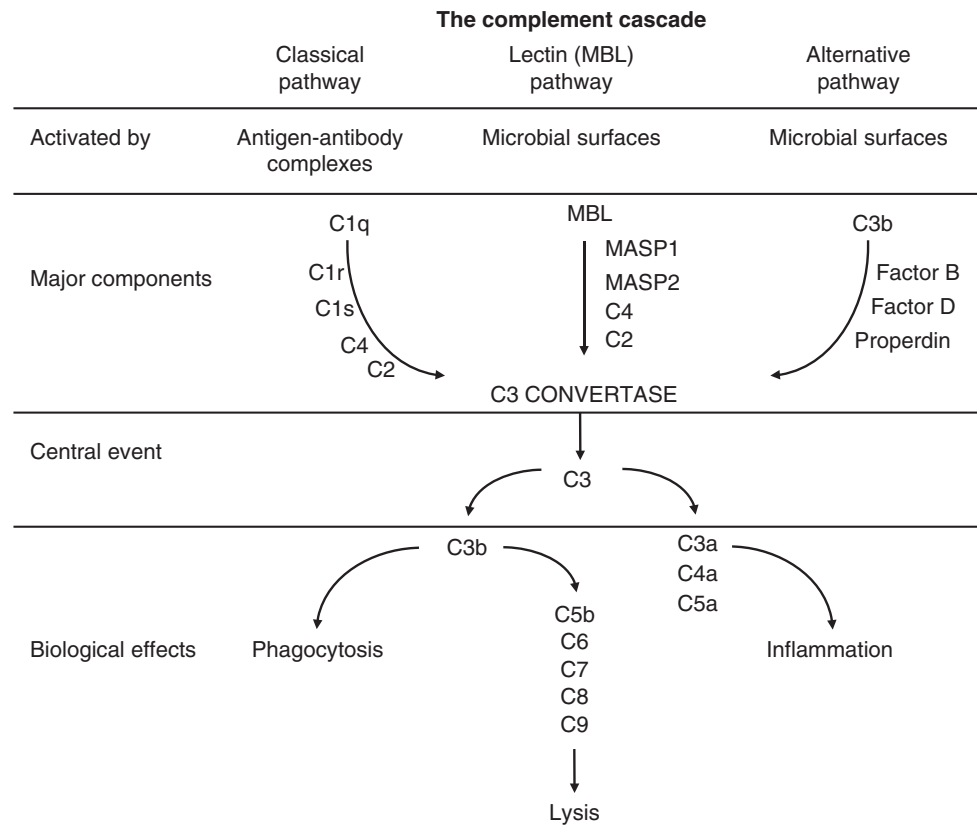 The complement cascade
Classical
pathway
Lectin (MBL)
pathway
Alternative
pathway
Activated by
Antigen-antibody
complexes
Microbial surfaces
Microbial surfaces
Major components
C1q
C1r
C1s
C4
C2
MBL
MASP1
MASP2
C4
C2
C3b
Factor B
Factor D
Properdin
C3 CONVERTASE
Central event
C3
Biological effects
C3b
Phagocytosis
C5b
C6
C7
C8
C9
Lysis
C3a
C4a
C5a
Inflammation